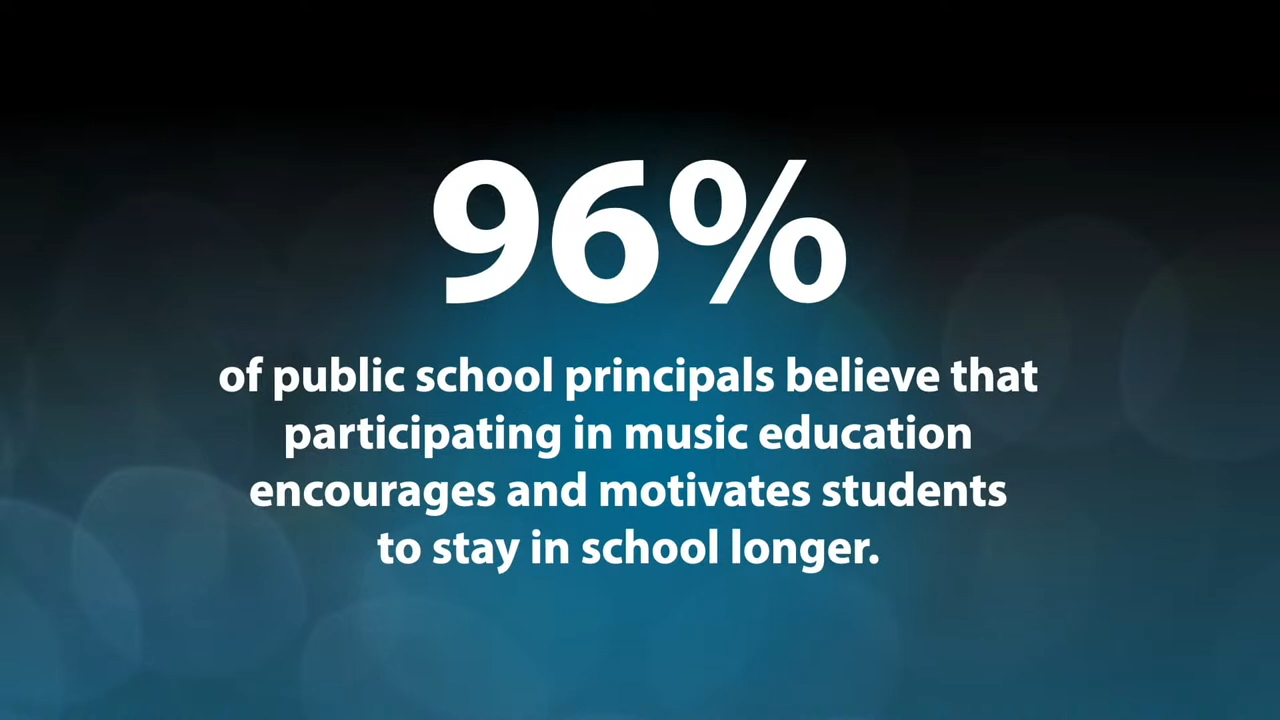 96%
of public school principals believe that
participating in music education
encourages and motivates students
to stay in school longer.